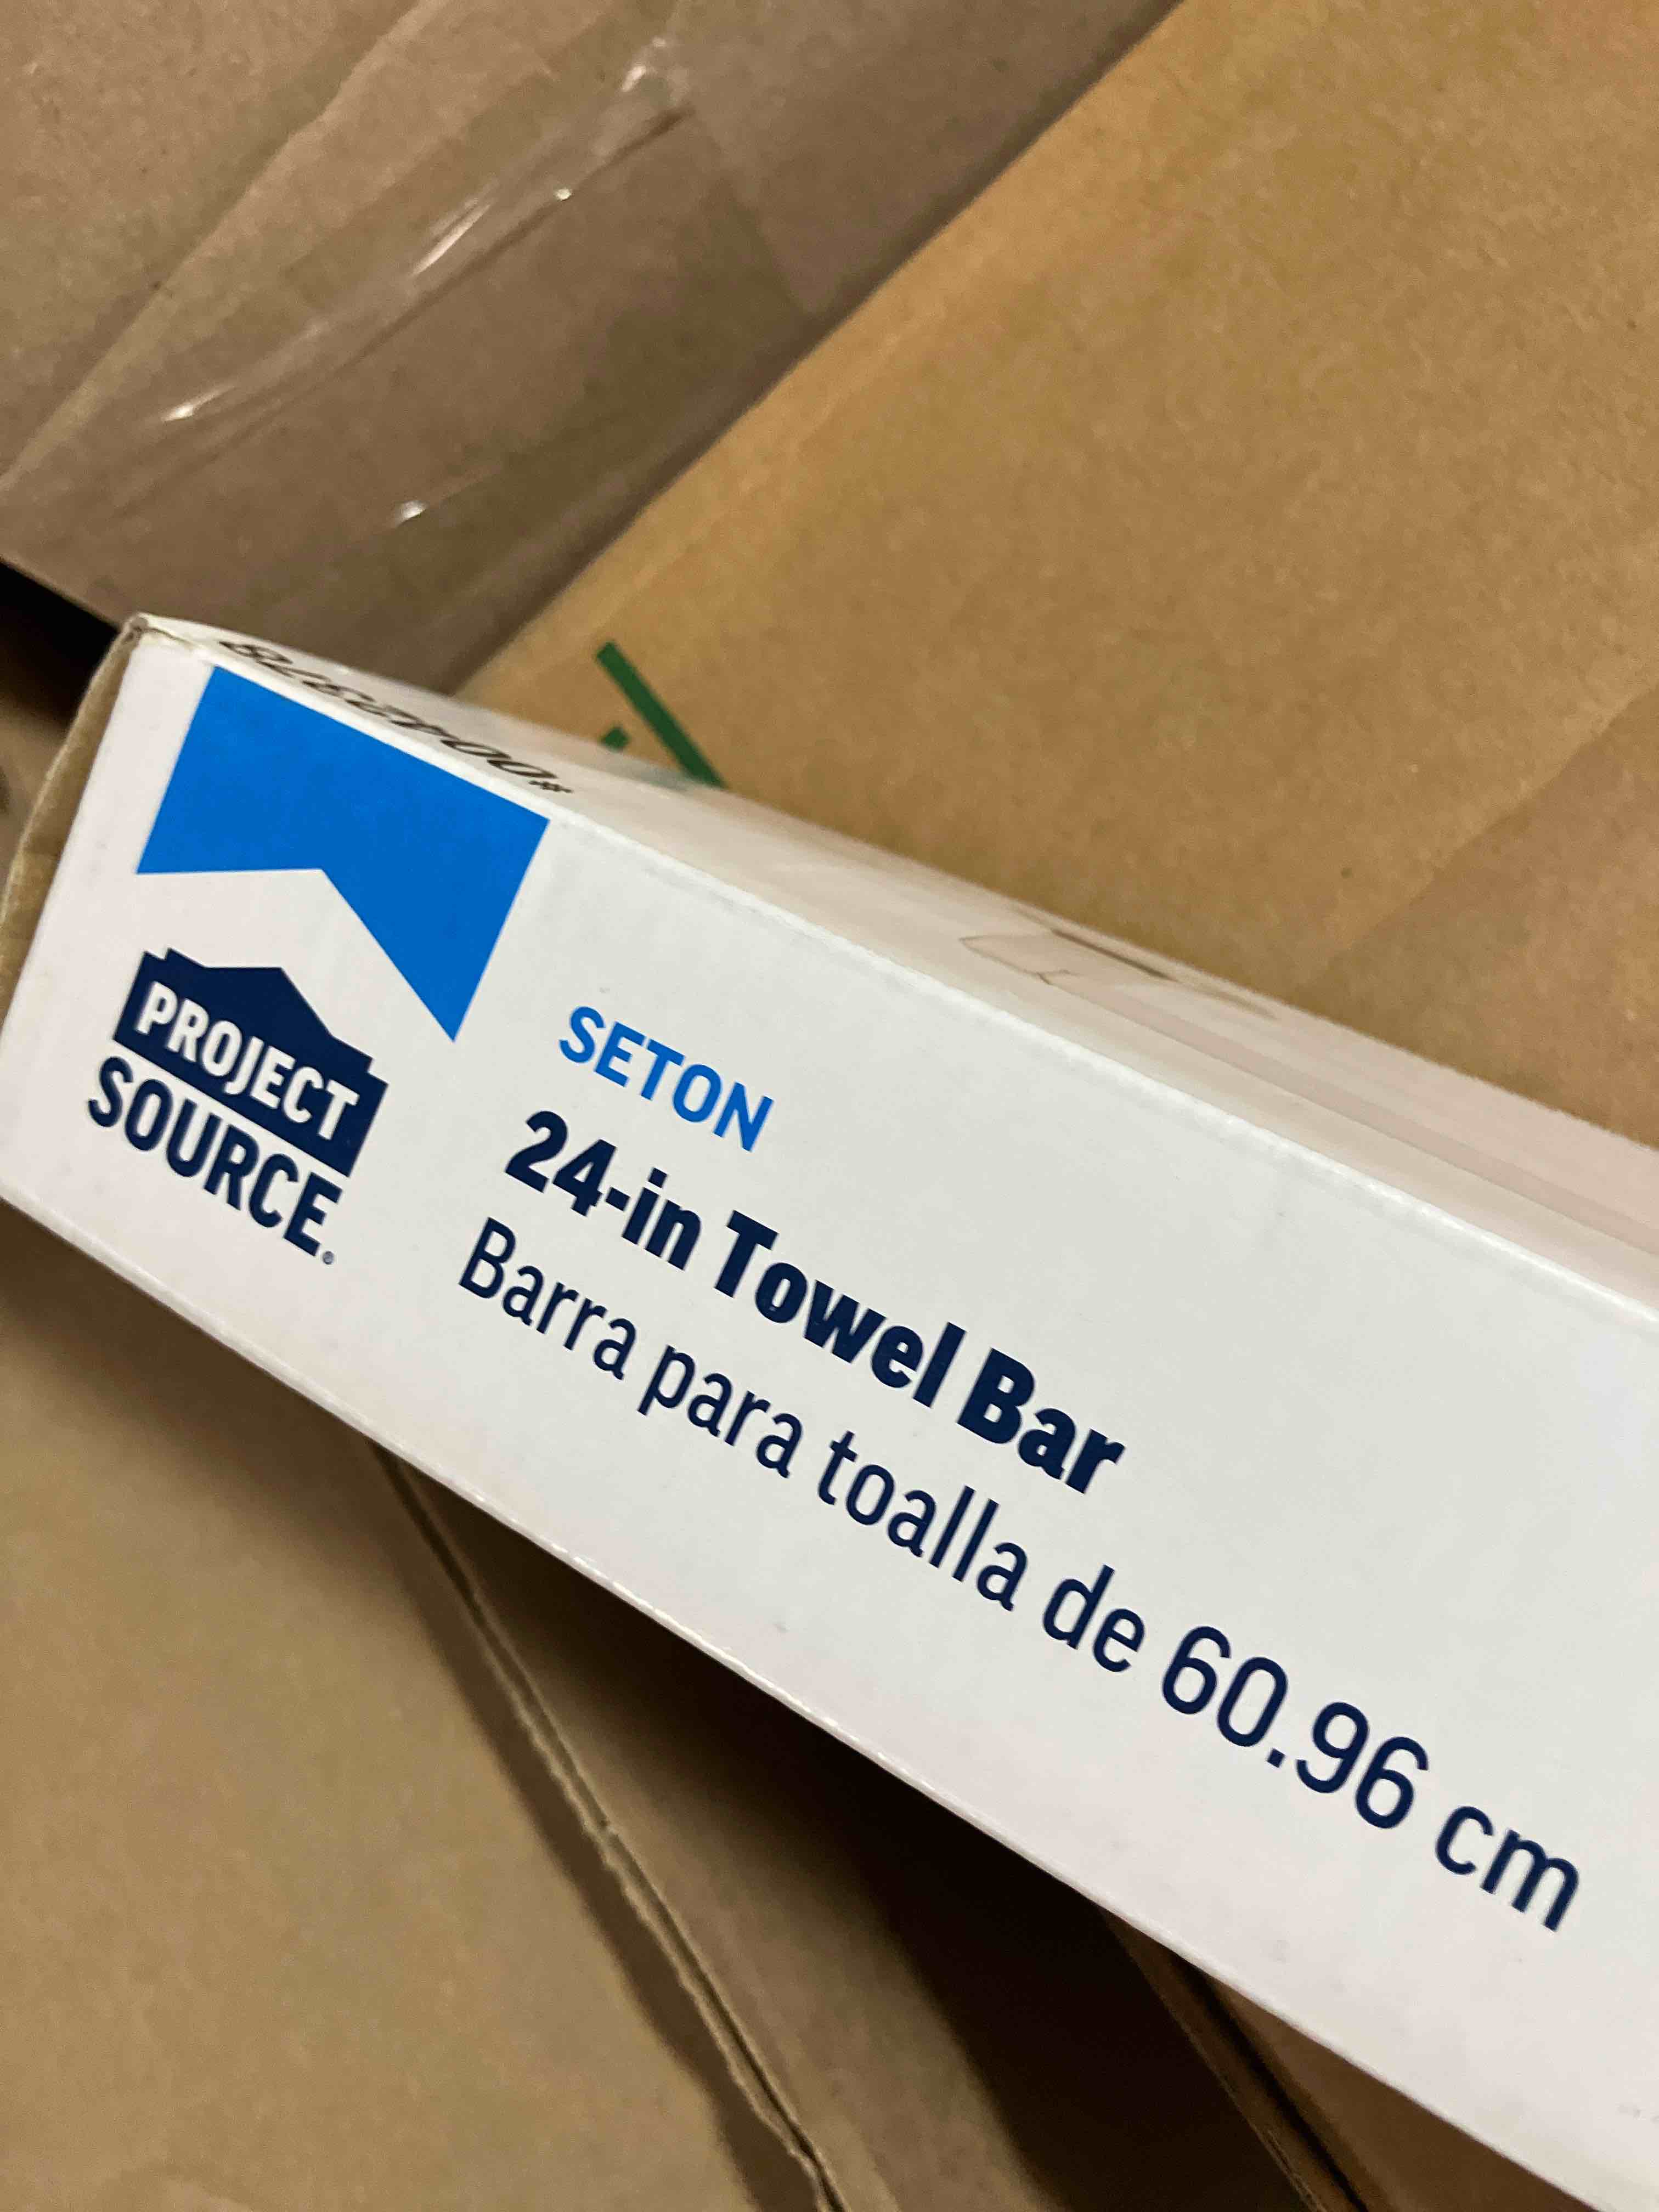 PROJECT
SOURCE®
SETON
24-in Towel Bar
Barra para toalla de 60.96 cm